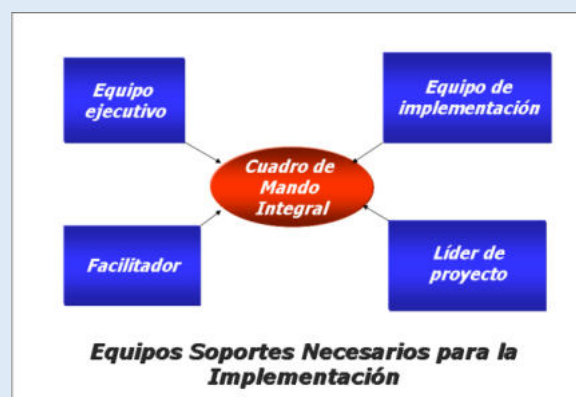 Equipo
ejecutivo
Equipo de
implementación
Cuadro de
Mando
Integral
Facilitador
Líder de
proyecto
Equipos Soportes Necesarios para la
Implementación